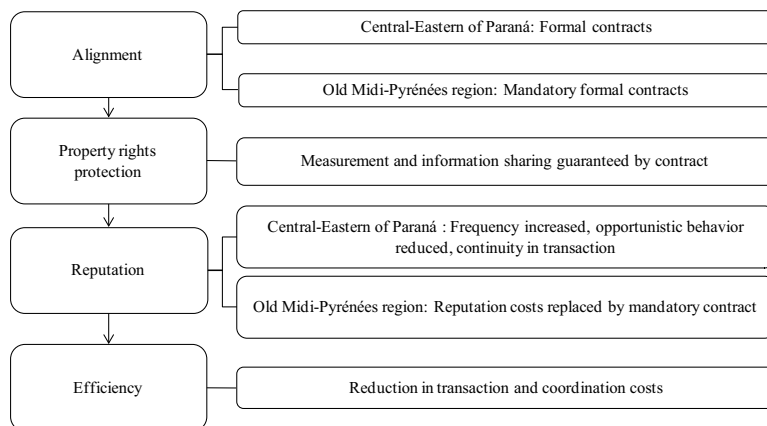 Central-Eastern of Paraná: Formal contracts
Alignment
Old Midi-Pyrénées region: Mandatory formal contracts
Property rights
protection
Measurement and information sharing guaranteed by contract
Central-Eastern of Paraná : Frequency increased, opportunistic behavior
reduced, continuity in transaction
Reputation
Old Midi-Pyrénées region: Reputation costs replaced by mandatory contract
Efficiency
Reduction in transaction and coordination costs